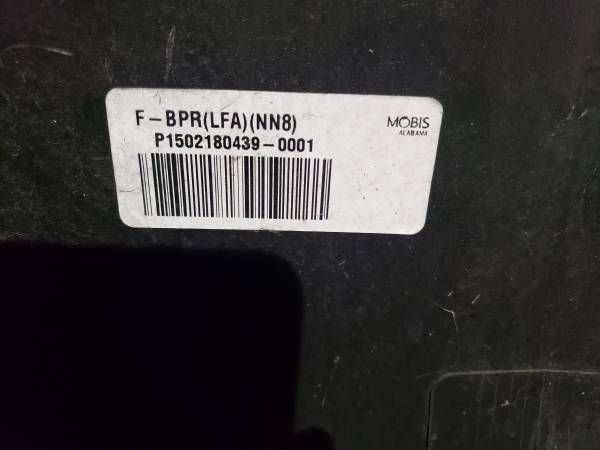 F-BPR(LFA)(NN8)
P1502180439-0001
MOBIS
ALABAMA